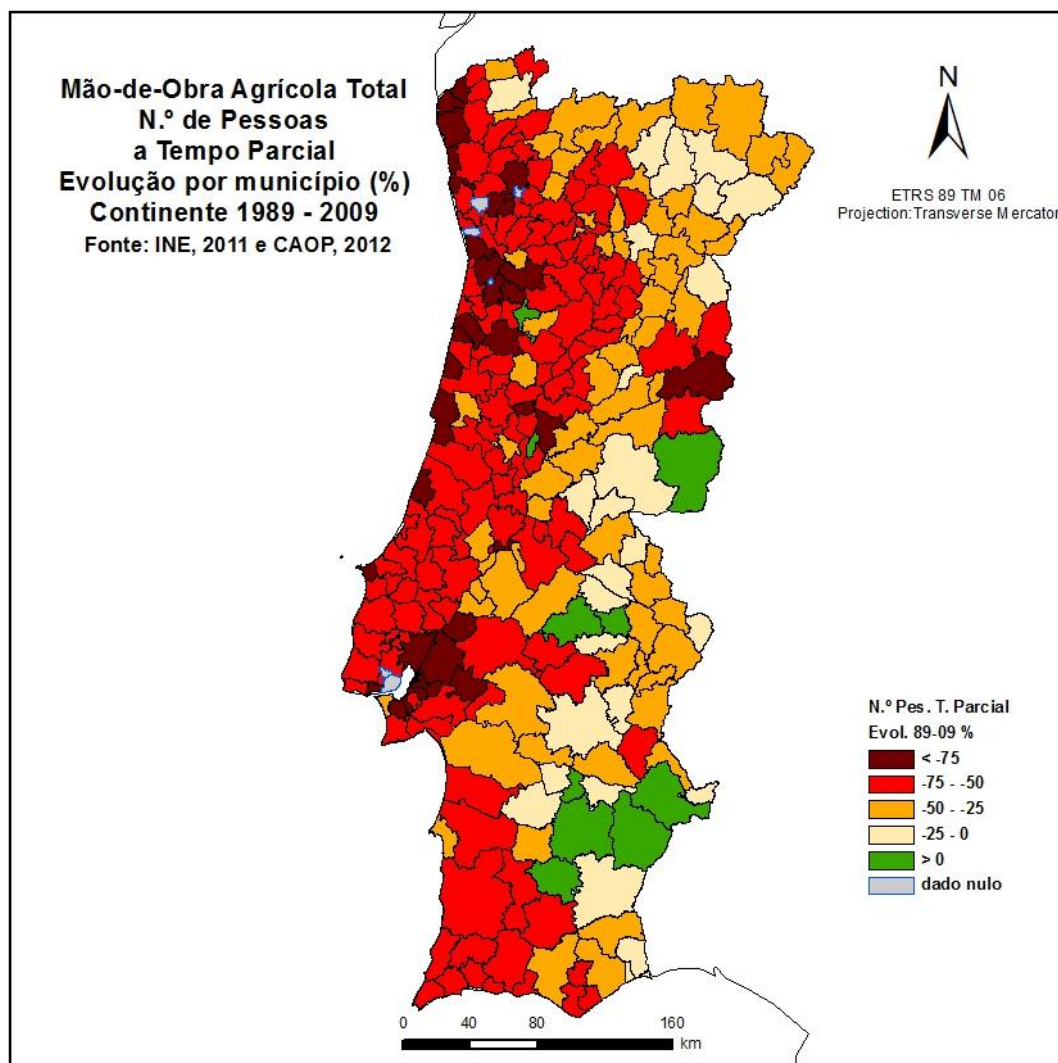 Mão-de-Obra Agrícola Total
N.º de Pessoas
a Tempo Parcial
Evolução por município (%)
Continente 1989 - 2009
Fonte: INE, 2011 e CAOP, 2012
N
ETRS 89 TM 06
Projection: Transverse Mercator
N.º Pes. T. Parcial
Evol. 89-09 %
< -75
-75 - -50
-50 - -25
-25 - 0
> 0
dado nulo
0 40 80 160
km